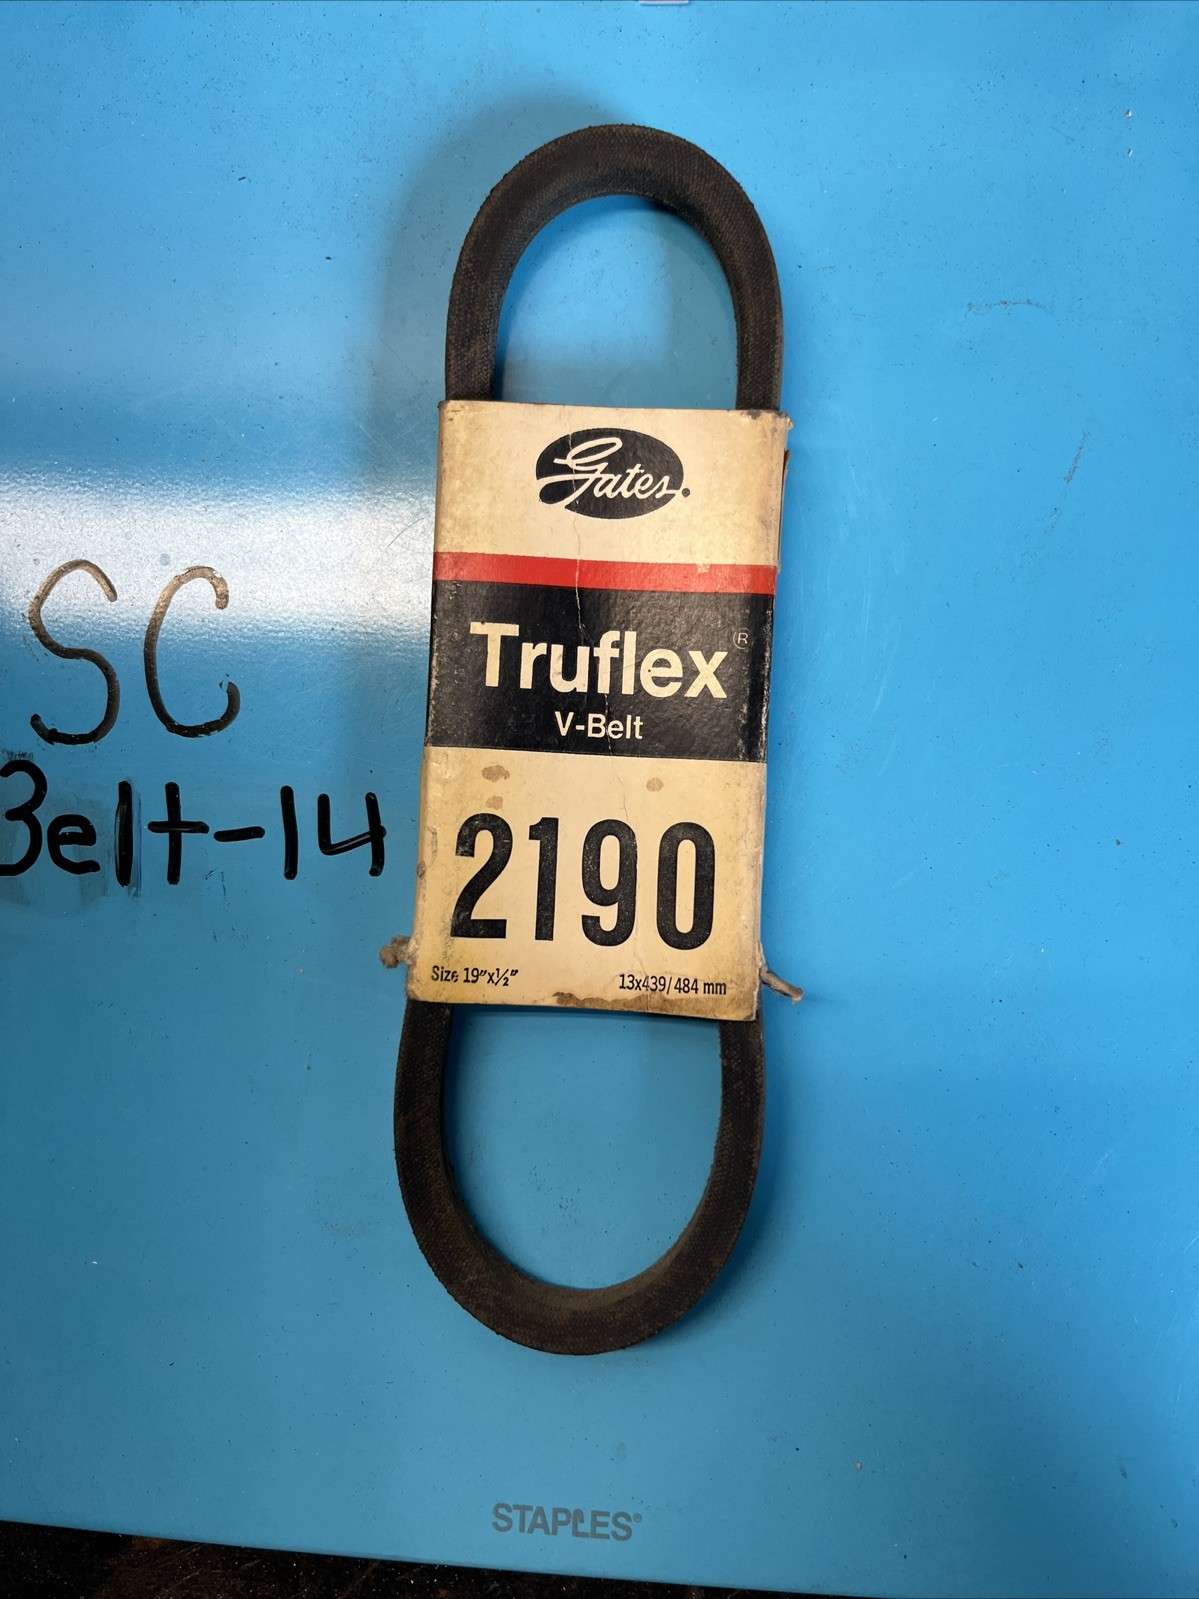 Gates®
Truflex®
V-Belt
2190
Size 19"x½"
13x439/484 mm
SC
Belt-14
STAPLES®